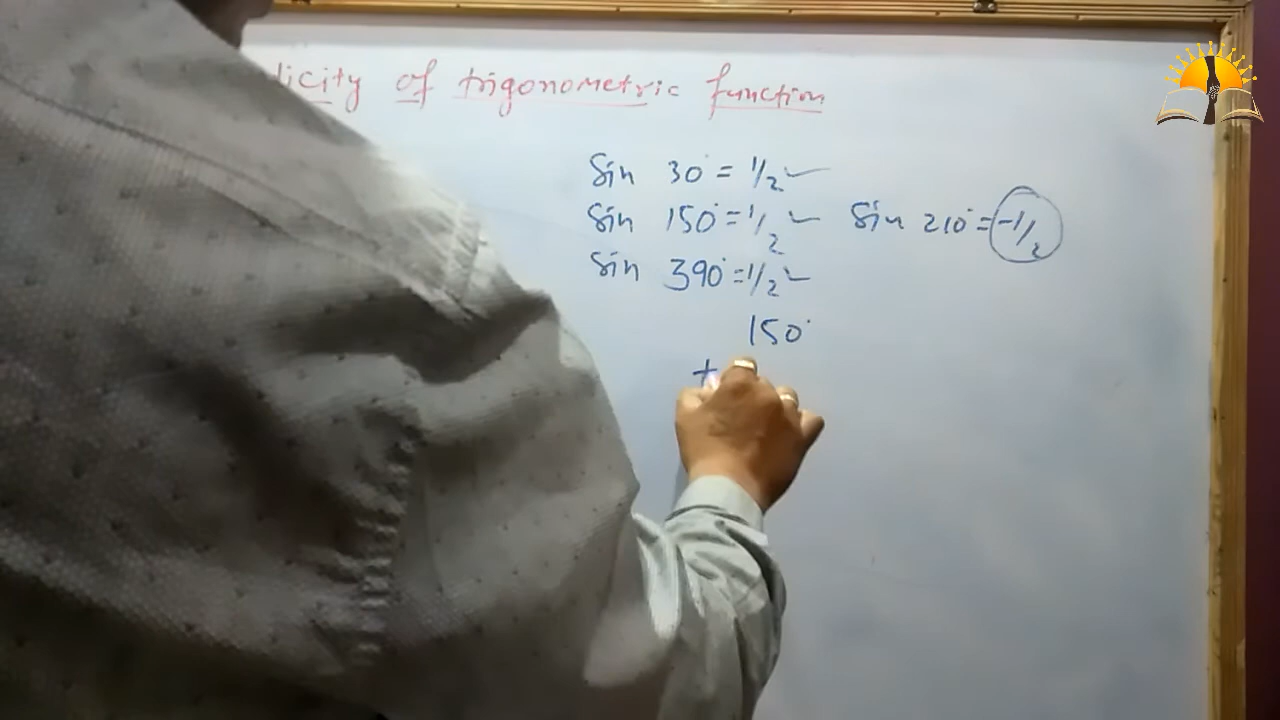 dicity of trigonometric function
Sin 30° = 1/2
Sin 150° = 1/2 Sin 210° = -1/2
Sin 390° = 1/2
150°
+